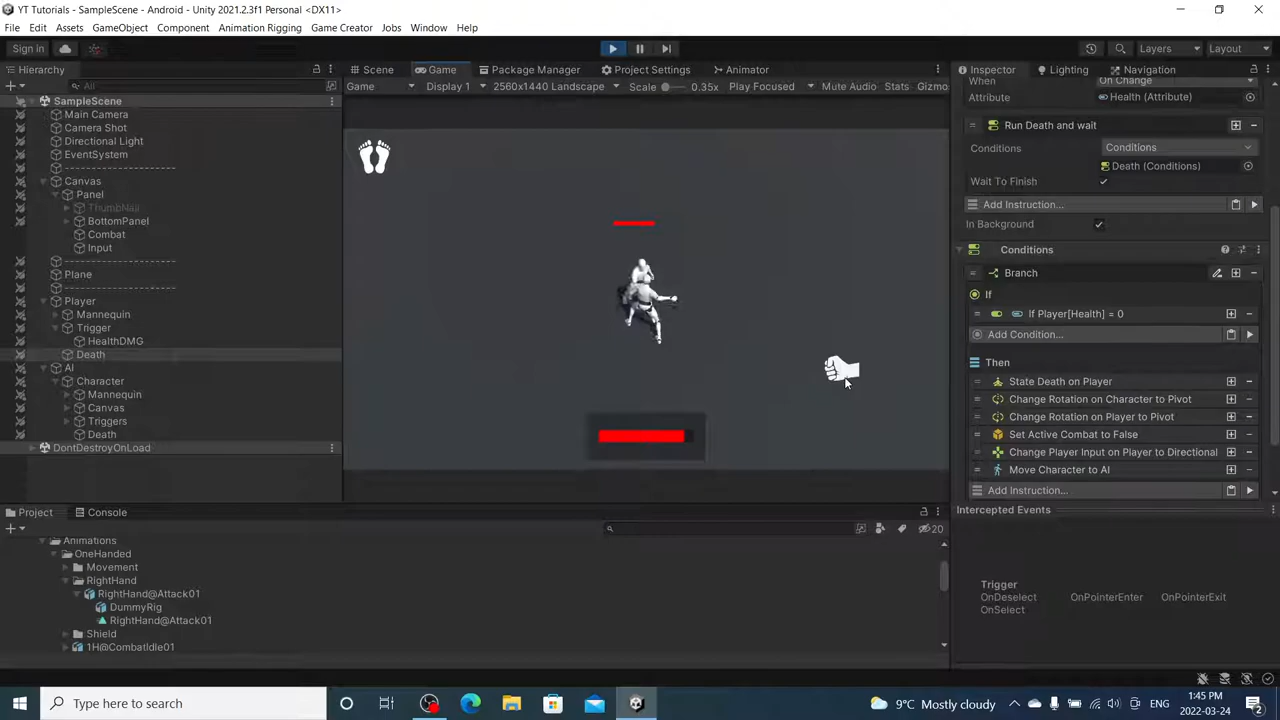 YT Tutorials - SampleScene - Android - Unity 2021.2.3f1 Personal <DX11>
File Edit Assets GameObject Component Animation Rigging Game Creator Jobs Window Help
Sign in Layers Layout
Hierarchy
All
SampleScene
Main Camera
Camera Shot
Directional Light
EventSystem
----------------------
Canvas
Panel
ThumbNail
BottomPanel
Combat
Input
----------------------
Plane
----------------------
Player
Mannequin
Trigger
HealthDMG
Death
AI
Character
Mannequin
Canvas
Triggers
Death
DontDestroyOnLoad
Scene Game Package Manager Project Settings Animator
Game Display 1 2560x1440 Landscape Scale 0.35x Play Focused Mute Audio Stats Gizmo
Inspector Lighting Navigation
When On Change
Attribute Health (Attribute)
Run Death and wait
Conditions Conditions
Death (Conditions)
Wait To Finish
Add Instruction...
In Background
Conditions
Branch
If
If Player[Health] = 0
Add Condition...
Then
State Death on Player
Change Rotation on Character to Pivot
Change Rotation on Player to Pivot
Set Active Combat to False
Change Player Input on Player to Directional
Move Character to AI
Add Instruction...
Intercepted Events
Trigger
OnDeselect OnPointerEnter OnPointerExit
OnSelect
Project Console
20
Animations
OneHanded
Movement
RightHand
RightHand@Attack01
DummyRig
RightHand@Attack01
Shield
1H@CombatIdle01
Type here to search
9°C Mostly cloudy
ENG
1:45 PM
2022-03-24
2